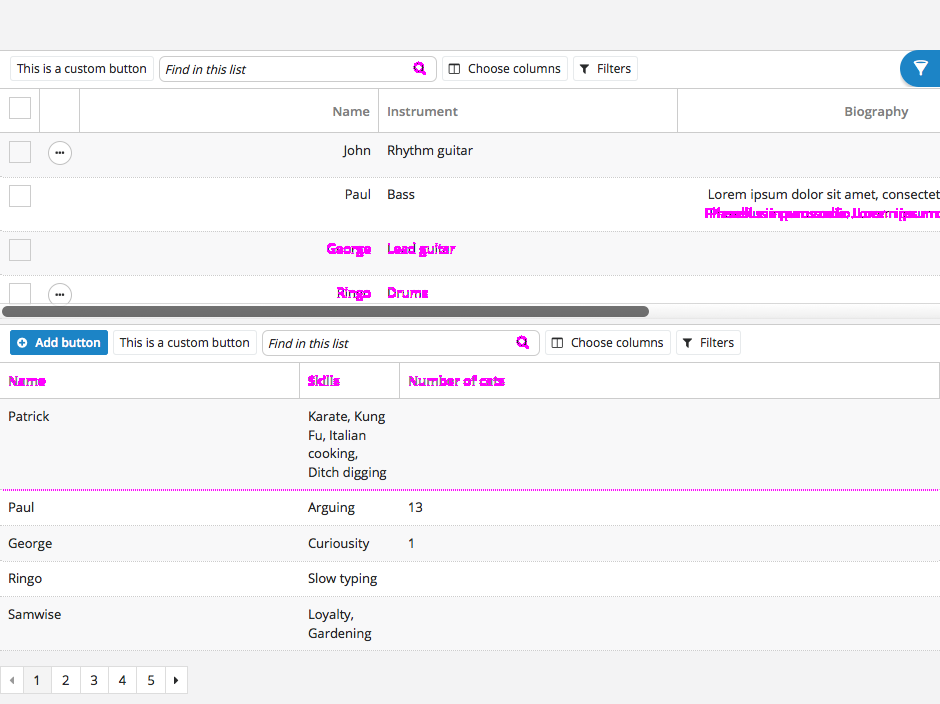 This is a custom button Find in this list Choose columns Filters
Name Instrument Biography
John Rhythm guitar
Paul Bass Lorem ipsum dolor sit amet, consectet
George Lead guitar
Ringo Drums
Add button This is a custom button Find in this list Choose columns Filters
Name Skills Number of cats
Patrick Karate, Kung
Fu, Italian
cooking,
Ditch digging
Paul Arguing 13
George Curiousity 1
Ringo Slow typing
Samwise Loyalty,
Gardening
1 2 3 4 5